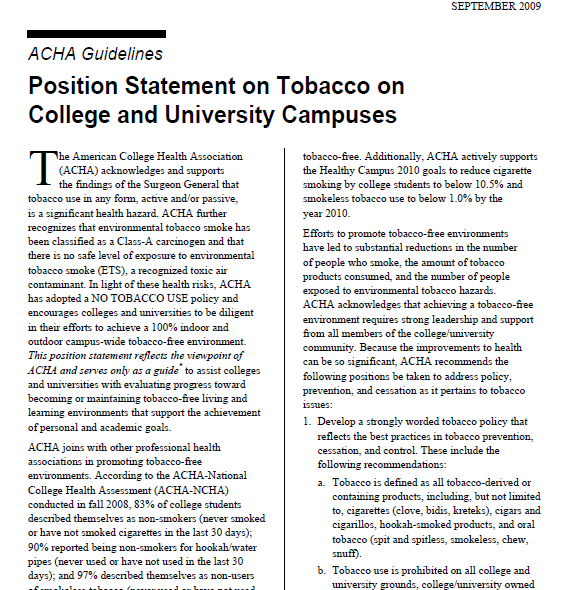 SEPTEMBER 2009
ACHA Guidelines
Position Statement on Tobacco on
College and University Campuses
The American College Health Association
(ACHA) acknowledges and supports
the findings of the Surgeon General that
tobacco use in any form, active and/or passive,
is a significant health hazard. ACHA further
recognizes that environmental tobacco smoke has
been classified as a Class-A carcinogen and that
there is no safe level of exposure to environmental
tobacco smoke (ETS), a recognized toxic air
contaminant. In light of these health risks, ACHA
has adopted a NO TOBACCO USE policy and
encourages colleges and universities to be diligent
in their efforts to achieve a 100% indoor and
outdoor campus-wide tobacco-free environment.
This position statement reflects the viewpoint of
ACHA and serves only as a guide* to assist colleges
and universities with evaluating progress toward
becoming or maintaining tobacco-free living and
learning environments that support the achievement
of personal and academic goals.
ACHA joins with other professional health
associations in promoting tobacco-free
environments. According to the ACHA-National
College Health Assessment (ACHA-NCHA)
conducted in fall 2008, 83% of college students
described themselves as non-smokers (never smoked
or have not smoked cigarettes in the last 30 days);
90% reported being non-smokers for hookah/water
pipes (never used or have not used in the last 30
days); and 97% described themselves as non-users
of smokeless tobacco (never used or have not used
tobacco-free. Additionally, ACHA actively supports
the Healthy Campus 2010 goals to reduce cigarette
smoking by college students to below 10.5% and
smokeless tobacco use to below 1.0% by the
year 2010.
Efforts to promote tobacco-free environments
have led to substantial reductions in the number
of people who smoke, the amount of tobacco
products consumed, and the number of people
exposed to environmental tobacco hazards.
ACHA acknowledges that achieving a tobacco-free
environment requires strong leadership and support
from all members of the college/university
community. Because the improvements to health
can be so significant, ACHA recommends the
following positions be taken to address policy,
prevention, and cessation as it pertains to tobacco
issues:
1. Develop a strongly worded tobacco policy that
reflects the best practices in tobacco prevention,
cessation, and control. These include the
following recommendations:
a. Tobacco is defined as all tobacco-derived or
containing products, including, but not limited
to, cigarettes (clove, bidis, kreteks), cigars and
cigarillos, hookah-smoked products, and oral
tobacco (spit and spitless, smokeless, chew,
snuff).
b. Tobacco use is prohibited on all college and
university grounds, college/university owned